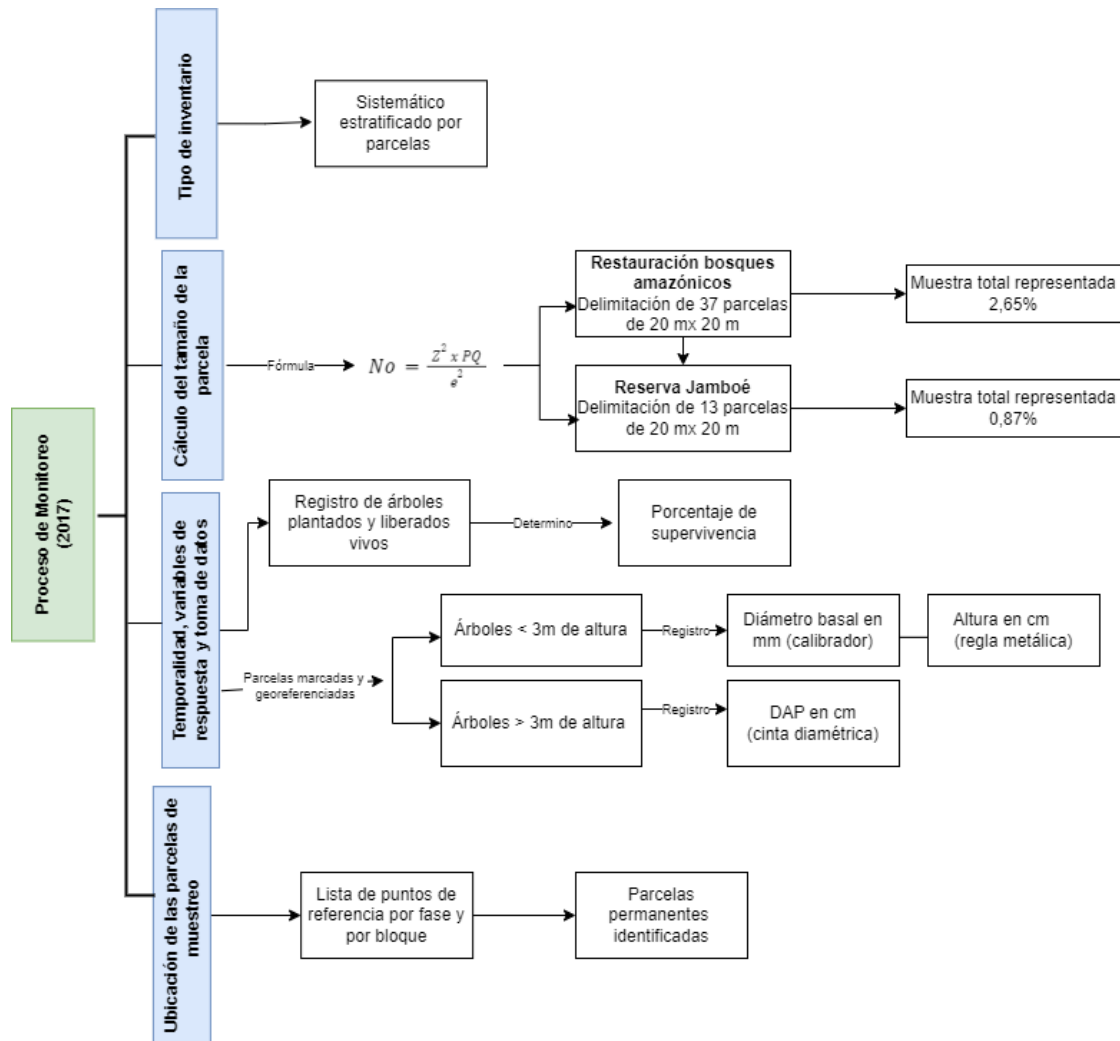 Proceso de Monitoreo
(2017)
Tipo de inventario
Sistemático
estratificado por
parcelas
Cálculo del tamaño de la
parcela
Fórmula
No = Z² x PQ / e²
Restauración bosques
amazónicos
Delimitación de 37 parcelas
de 20 mx 20 m
Muestra total representada
2,65%
Reserva Jamboé
Delimitación de 13 parcelas
de 20 mx 20 m
Muestra total representada
0,87%
Temporalidad, variables de
respuesta y toma de datos
Registro de árboles
plantados y liberados
vivos
Determino
Porcentaje de
supervivencia
Parcelas marcadas y
georeferenciadas
Árboles < 3m de altura
Registro
Diámetro basal en
mm (calibrador)
Altura en cm
(regla metálica)
Árboles > 3m de altura
Registro
DAP en cm
(cinta diamétrica)
Ubicación de las parcelas de
muestreo
Lista de puntos de
referencia por fase y
por bloque
Parcelas
permanentes
identificadas